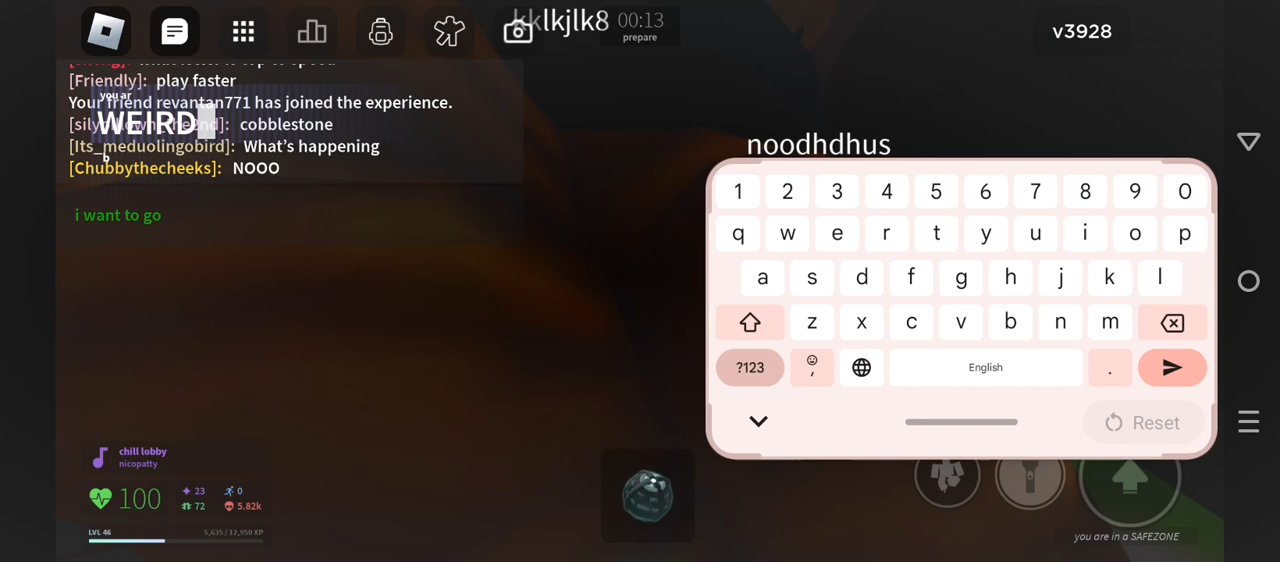 kklkjlk8
00:13
prepare
v3928
[Friendly]: play faster
you ar
Your friend revantan771 has joined the experience.
WEIRD
cobblestone
[Its_meduolingobird]: What's happening
[Chubbythecheeks]: NOOO
i want to go
noodhdhus
1 2 3 4 5 6 7 8 9 0
q w e r t y u i o p
a s d f g h j k l
z x c v b n m
?123 , English .
Reset
chill lobby
nicopatty
100
23 0
72 5.82k
LVL 46 5,635 / 12,950 XP
you are in a SAFEZONE